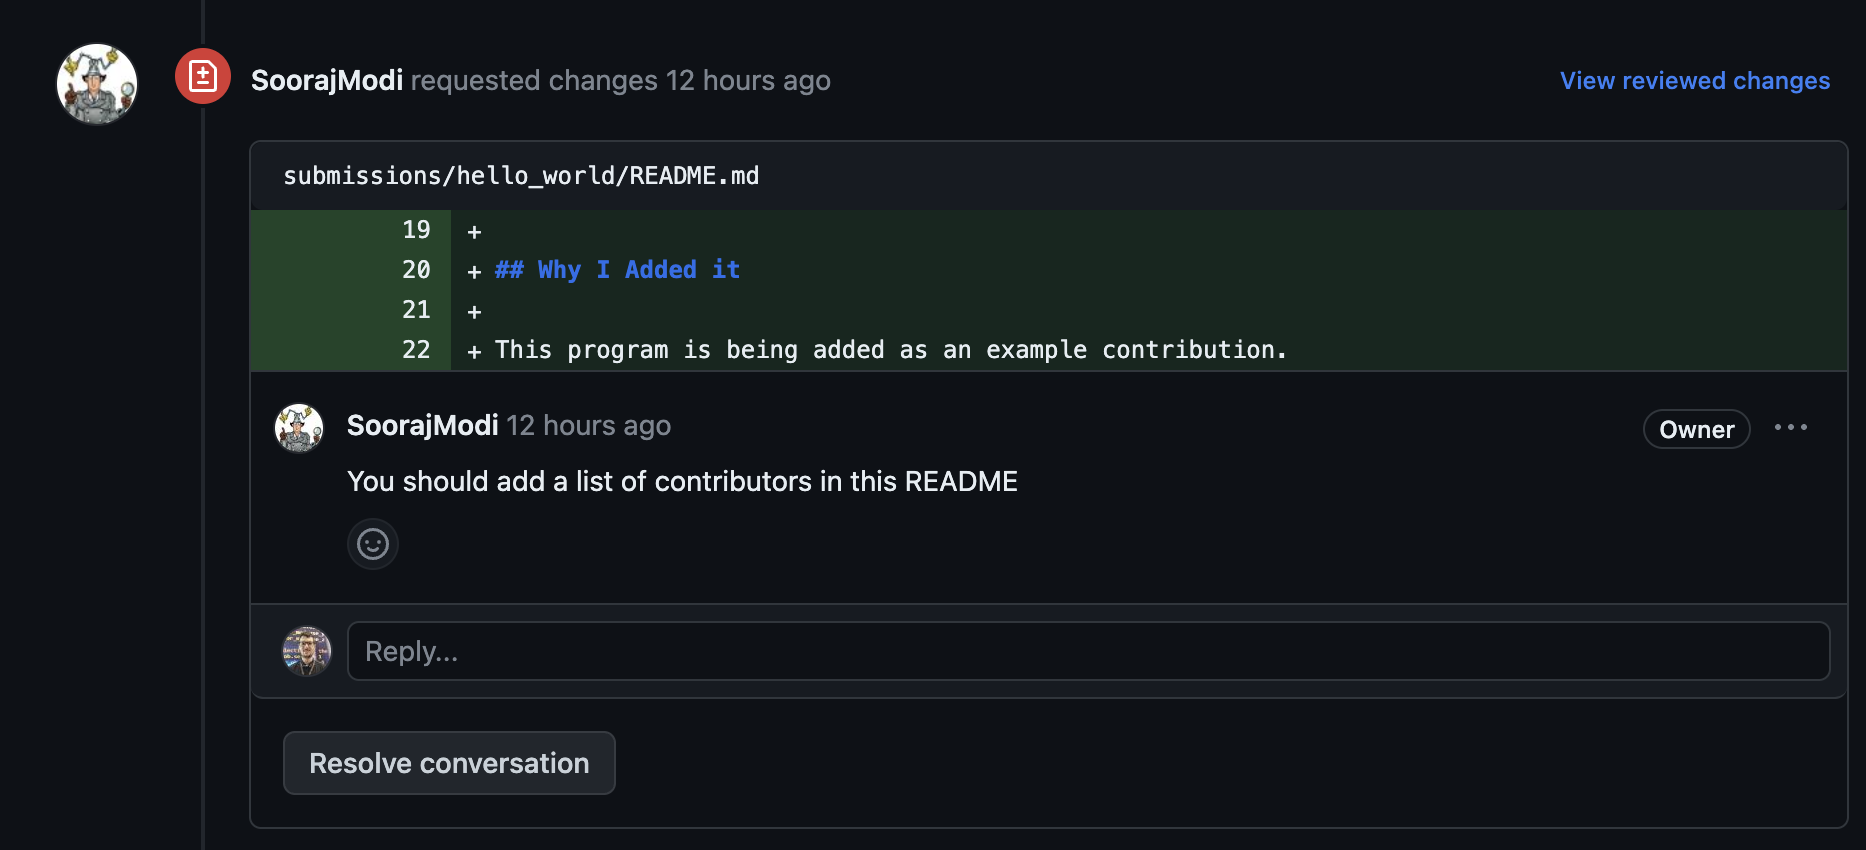 SoorajModi requested changes 12 hours ago
View reviewed changes
submissions/hello_world/README.md
19 +
20 + ## Why I Added it
21 +
22 + This program is being added as an example contribution.
SoorajModi 12 hours ago
Owner
You should add a list of contributors in this README
Reply...
Resolve conversation